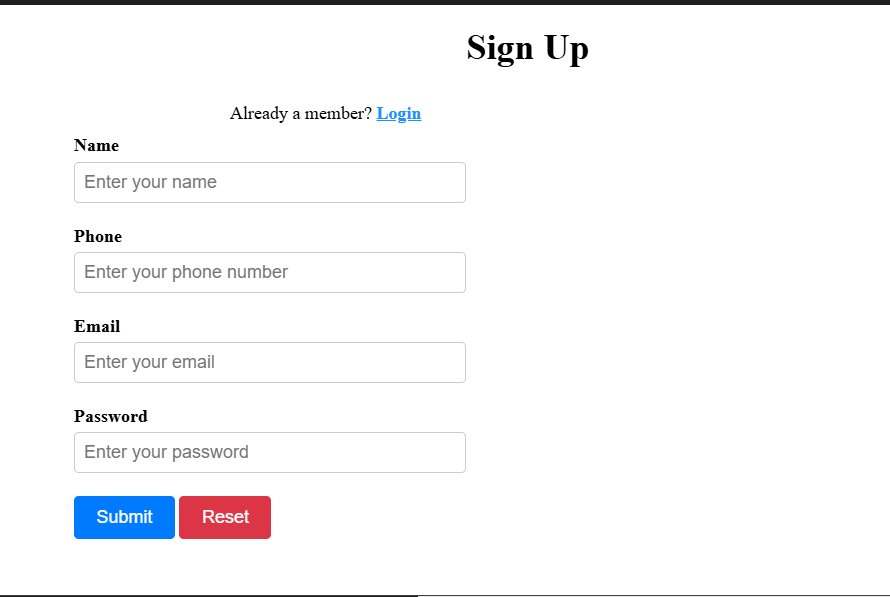 Sign Up
Already a member? Login
Name
Enter your name
Phone
Enter your phone number
Email
Enter your email
Password
Enter your password
Submit Reset